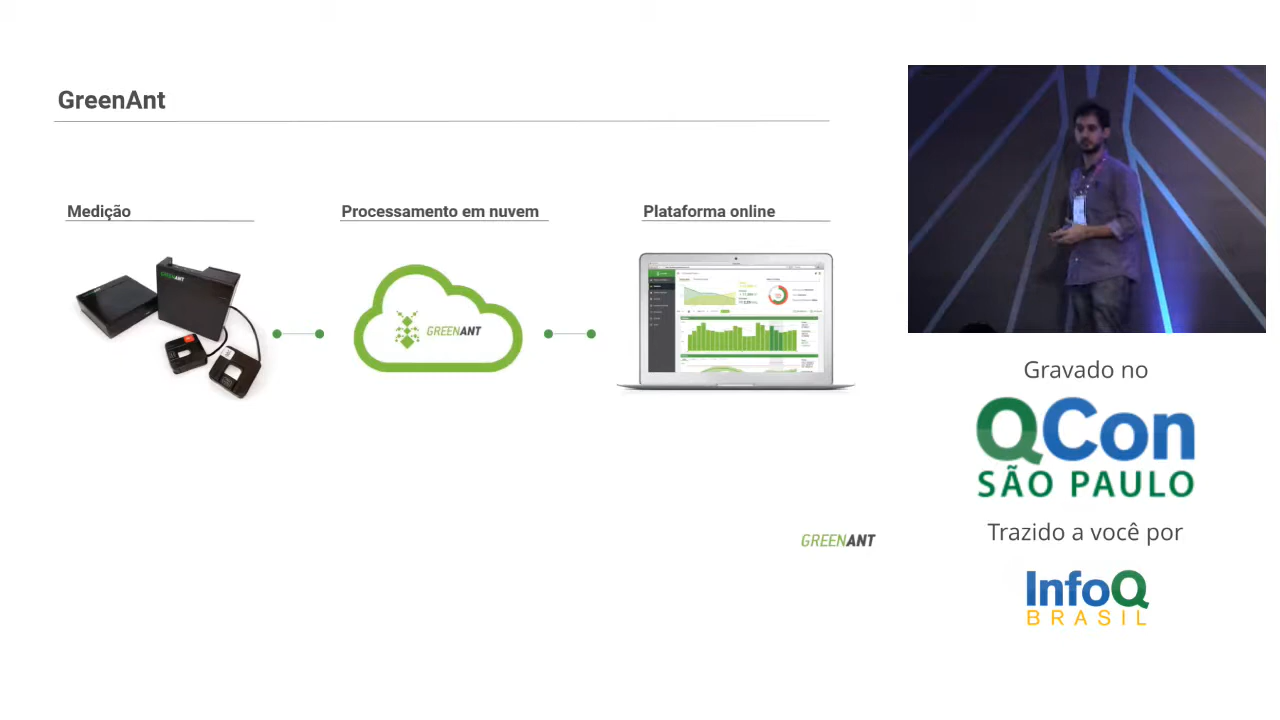 GreenAnt
Medição
Processamento em nuvem
Plataforma online
GREENANT
GREENANT
GREENANT
Gravado no
QCon
SÃO PAULO
Trazido a você por
InfoQ
BRASIL